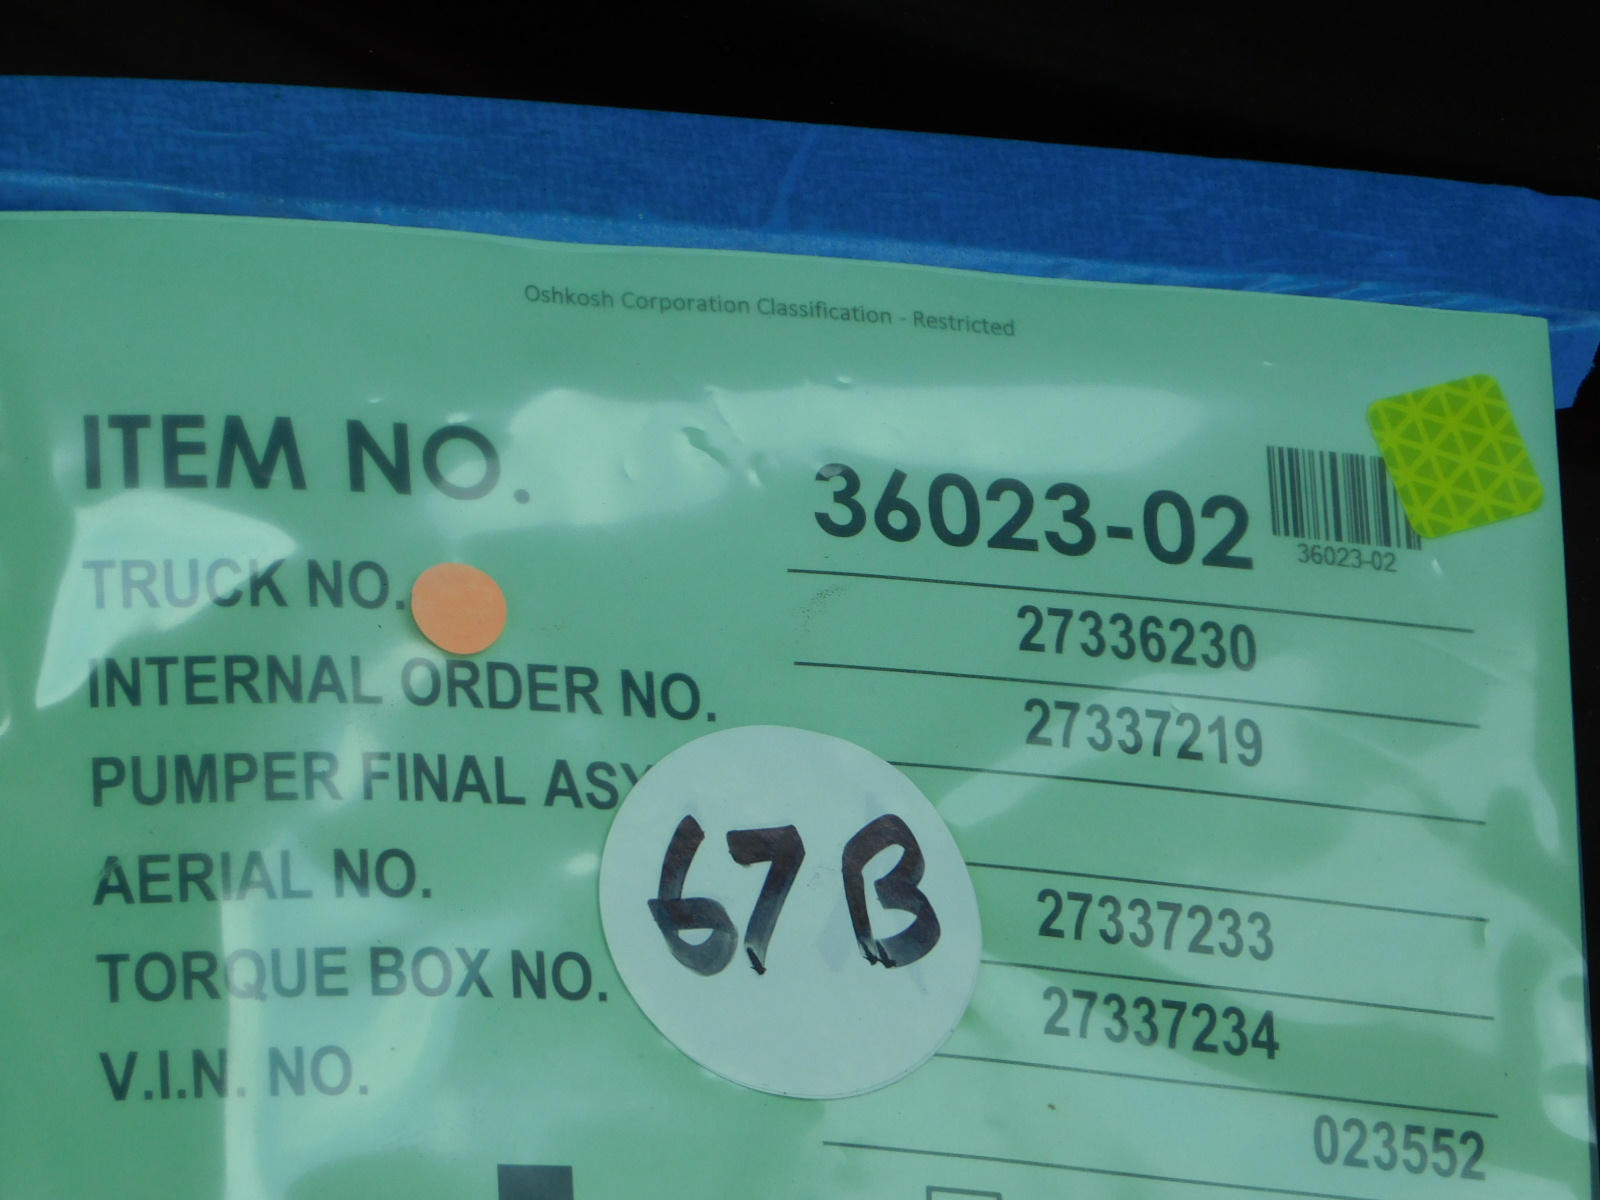 Oshkosh Corporation Classification - Restricted
ITEM NO. 36023-02
36023-02
TRUCK NO. 27336230
INTERNAL ORDER NO. 27337219
PUMPER FINAL ASY
67B
AERIAL NO. 27337233
TORQUE BOX NO. 27337234
V.I.N. NO. 023552